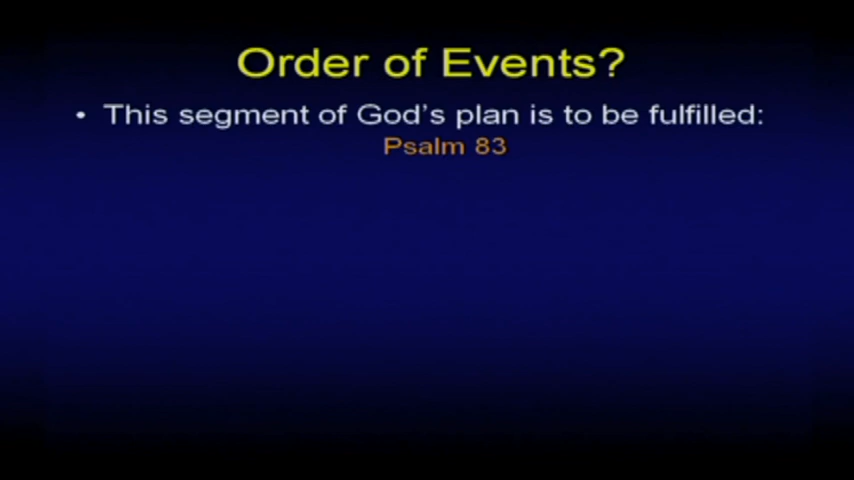 Order of Events?
• This segment of God's plan is to be fulfilled:
Psalm 83